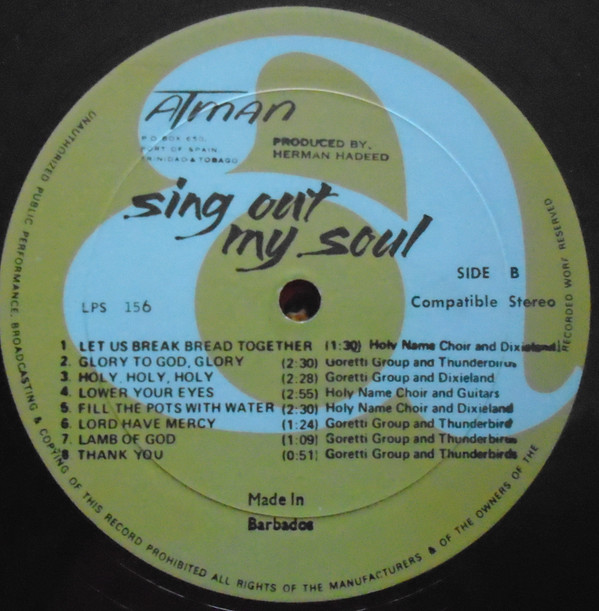 ATMAN
P.O. BOX 650,
PORT OF SPAIN,
TRINIDAD & TOBAGO
PRODUCED BY,
HERMAN HADEED
sing out
my soul
SIDE B
LPS 156
Compatible Stereo
1 LET US BREAK BREAD TOGETHER (1:30) Holy Name Choir and Dixieland
2. GLORY TO GOD, GLORY (2:30) Goretti Group and Thunderbirds
3 HOLY, HOLY, HOLY (2:28) Goretti Group and Dixieland
4 LOWER YOUR EYES (2:55) Holy Name Choir and Guitars
5 FILL THE POTS WITH WATER (2:30) Holy Name Choir and Dixieland
6 LORD HAVE MERCY (1:24) Goretti Group and Thunderbird
7. LAMB OF GOD (1:09) Goretti Group and Thunderbirds
8 THANK YOU (0:51) Goretti Group and Thunderbirds
Made In
Barbados
UNAUTHORIZED PUBLIC PERFORMANCE, BROADCASTING & COPYING OF THIS RECORD PROHIBITED ALL RIGHTS OF THE MANUFACTURERS & OF THE OWNERS OF THE RECORDED WORK RESERVED